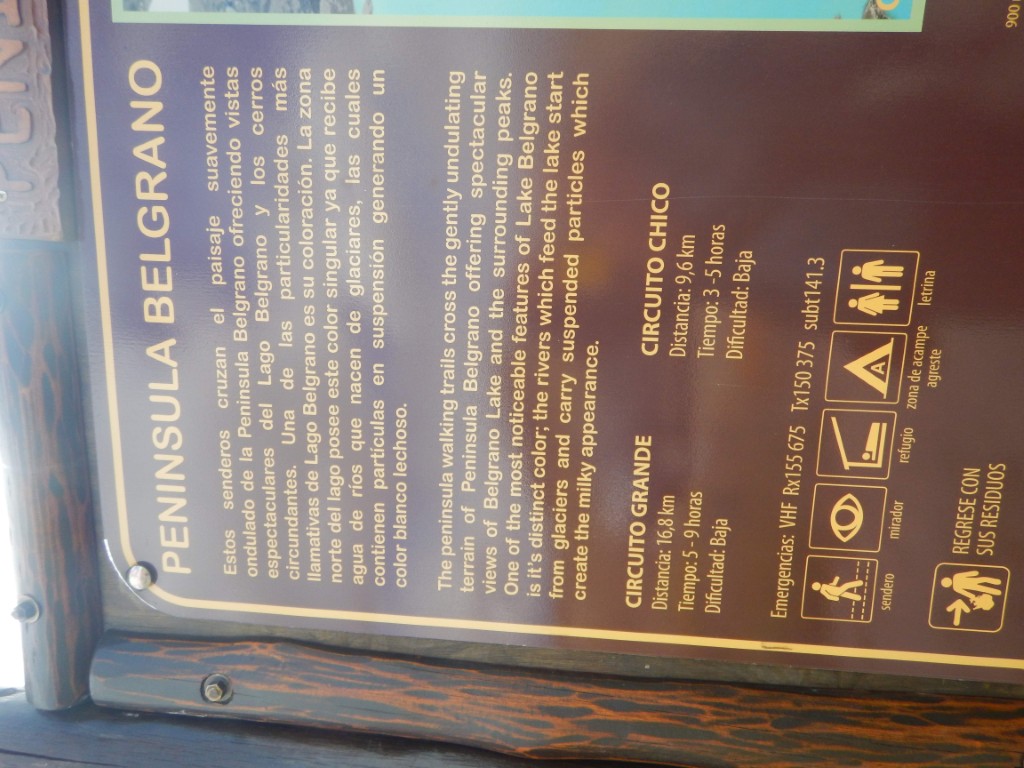 PENINSULA BELGRANO
Estos senderos cruzan el paisaje suavemente
ondulado de la Peninsula Belgrano ofreciendo vistas
espectaculares del Lago Belgrano y los cerros
circundantes. Una de las particularidades más
llamativas de Lago Belgrano es su coloración. La zona
norte del lago posee este color singular ya que recibe
agua de ríos que nacen de glaciares, las cuales
contienen partículas en suspensión generando un
color blanco lechoso.
The peninsula walking trails cross the gently undulating
terrain of Peninsula Belgrano offering spectacular
views of Belgrano Lake and the surrounding peaks.
One of the most noticeable features of Lake Belgrano
is it's distinct color; the rivers which feed the lake start
from glaciers and carry suspended particles which
create the milky appearance.
CIRCUITO GRANDE
Distancia: 16,8 km
Tiempo: 5 - 9 horas
Dificultad: Baja
CIRCUITO CHICO
Distancia: 9,6 km
Tiempo: 3 - 5 horas
Dificultad: Baja
Emergencias: VHF Rx155 675 Tx150 375 subt141.3
sendero
mirador
refugio
zona de acampe
agreste
letrina
REGRESE CON
SUS RESIDUOS
900